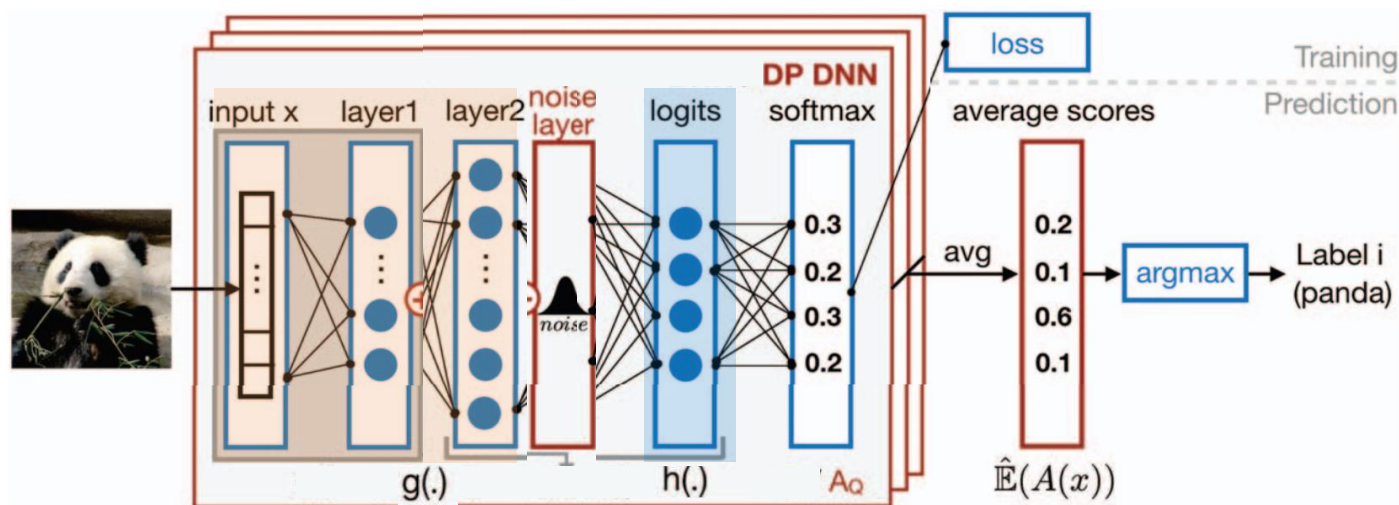 loss
Training
Prediction
DP DNN
input x
layer1
layer2
noise
layer
logits
softmax
average scores
0.3
0.2
0.3
0.2
noise
avg
0.2
0.1
0.6
0.1
argmax
Label i
(panda)
g(.)
h(.)
A_Q
Ê(A(x))